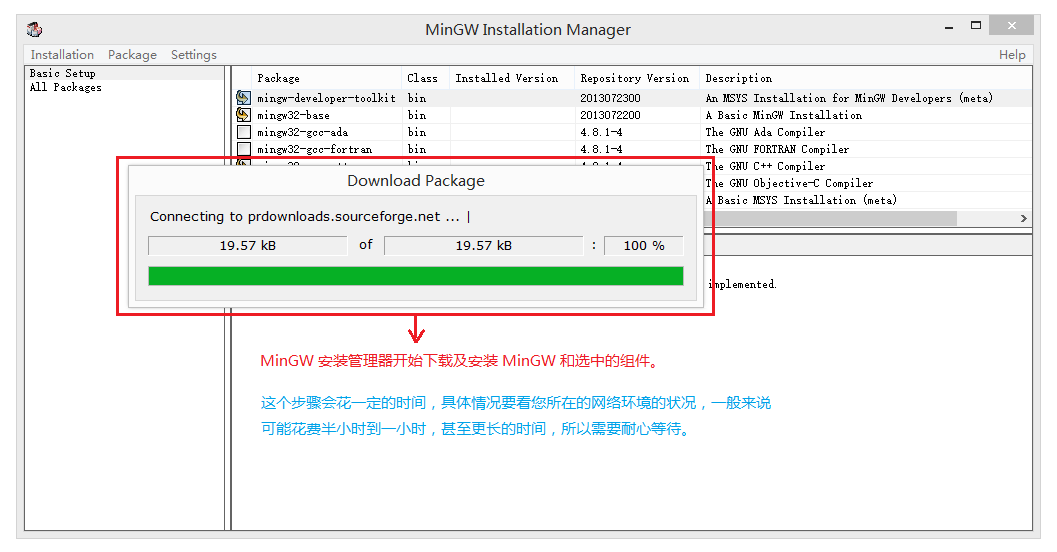 MinGW Installation Manager
Installation Package Settings Help
Basic Setup
All Packages
Package Class Installed Version Repository Version Description
mingw-developer-toolkit bin 2013072300 An MSYS Installation for MinGW Developers (meta)
mingw32-base bin 2013072200 A Basic MinGW Installation
mingw32-gcc-ada bin 4.8.1-4 The GNU Ada Compiler
mingw32-gcc-fortran bin 4.8.1-4 The GNU FORTRAN Compiler
The GNU C++ Compiler
The GNU Objective-C Compiler
A Basic MSYS Installation (meta)
Download Package
Connecting to prdownloads.sourceforge.net ... |
19.57 kB of 19.57 kB : 100 %
implemented.
MinGW 安装管理器开始下载及安装 MinGW 和选中的组件。
这个步骤会花一定的时间，具体情况要看您所在的网络环境的状况，一般来说
可能花费半小时到一小时，甚至更长的时间，所以需要耐心等待。